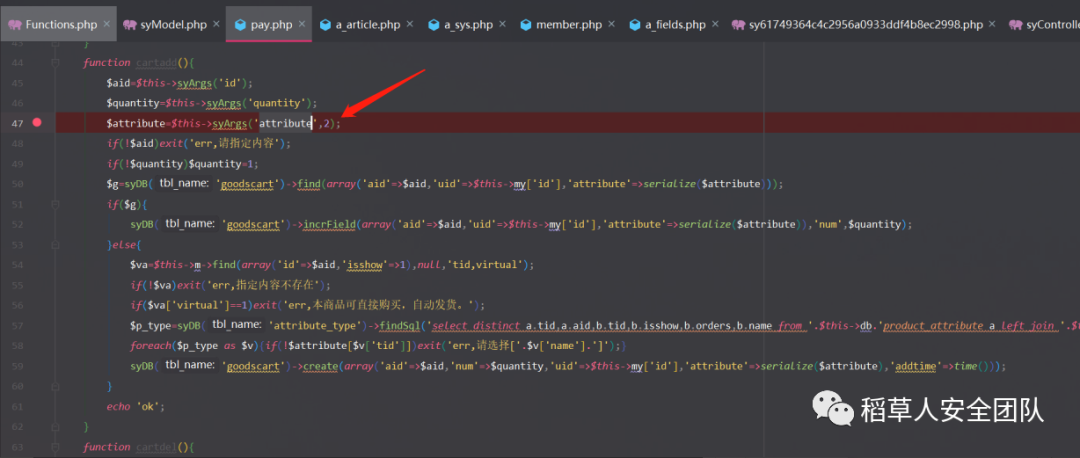 Functions.php × syModel.php × pay.php × a_article.php × a_sys.php × member.php × a_fields.php × sy61749364c4c2956a0933ddf4b8ec2998.php × syControlle
43 }
44 function cartadd(){
45 $aid=$this->syArgs('id');
46 $quantity=$this->syArgs('quantity');
47 $attribute=$this->syArgs('attribute',2);
48 if(!$aid)exit('err,请指定内容');
49 if(!$quantity)$quantity=1;
50 $g=syDB( tbl_name: 'goodscart')->find(array('aid'=>$aid,'uid'=>$this->my['id'],'attribute'=>serialize($attribute)));
51 if($g){
52 syDB( tbl_name: 'goodscart')->incrField(array('aid'=>$aid,'uid'=>$this->my['id'],'attribute'=>serialize($attribute)),'num',$quantity);
53 }else{
54 $va=$this->m->find(array('id'=>$aid,'isshow'=>1),null,'tid,virtual');
55 if(!$va)exit('err,指定内容不存在');
56 if($va['virtual']==1)exit('err,本商品可直接购买，自动发货。');
57 $p_type=syDB( tbl_name: 'attribute_type')->findSql('select distinct a.tid,a.aid,b.tid,b.isshow,b.orders,b.name from '.$this->db.'product_attribute a left join '.$
58 foreach($p_type as $v){if(!$attribute[$v['tid']])exit('err,请选择['.$v['name'].']');}
59 syDB( tbl_name: 'goodscart')->create(array('aid'=>$aid,'num'=>$quantity,'uid'=>$this->my['id'],'attribute'=>serialize($attribute),'addtime'=>time()));
60 }
61 echo 'ok';
62 }
63 function cartdel(){
稻草人安全团队